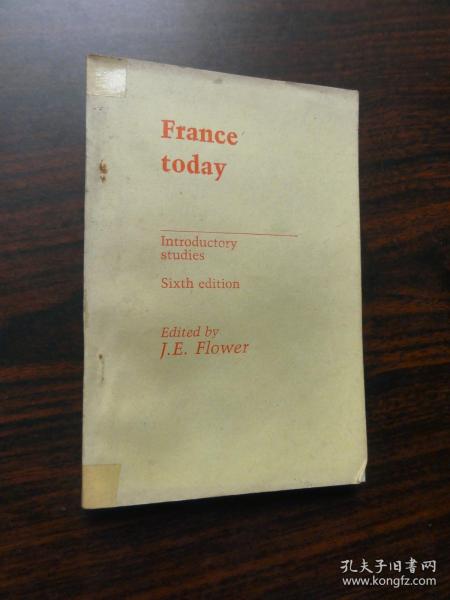 France
today
Introductory
studies
Sixth edition
Edited by
J.E. Flower
孔夫子旧书网
www.kongfz.com